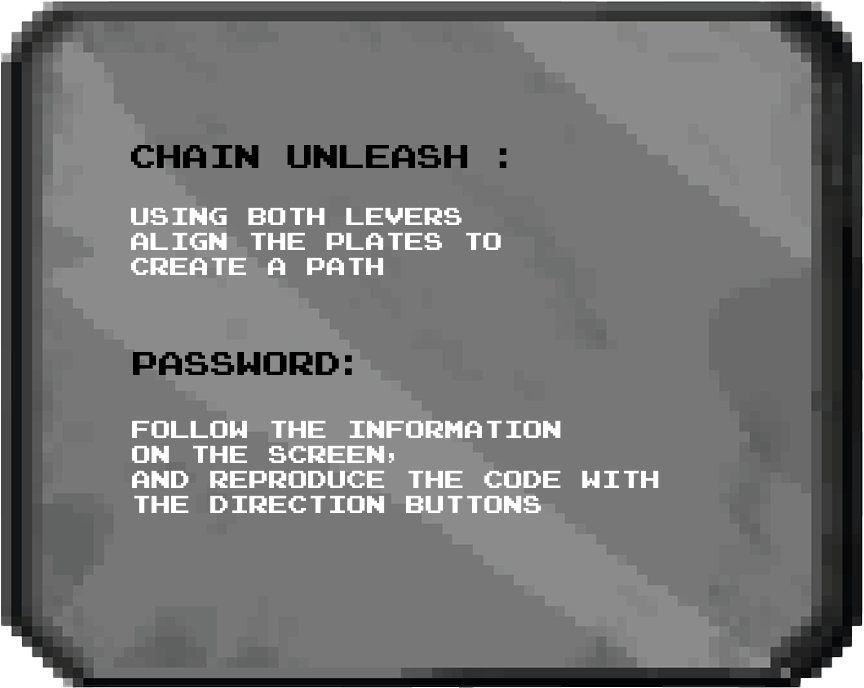 CHAIN UNLEASH :
USING BOTH LEVERS
ALIGN THE PLATES TO
CREATE A PATH
PASSWORD:
FOLLOW THE INFORMATION
ON THE SCREEN,
AND REPRODUCE THE CODE WITH
THE DIRECTION BUTTONS